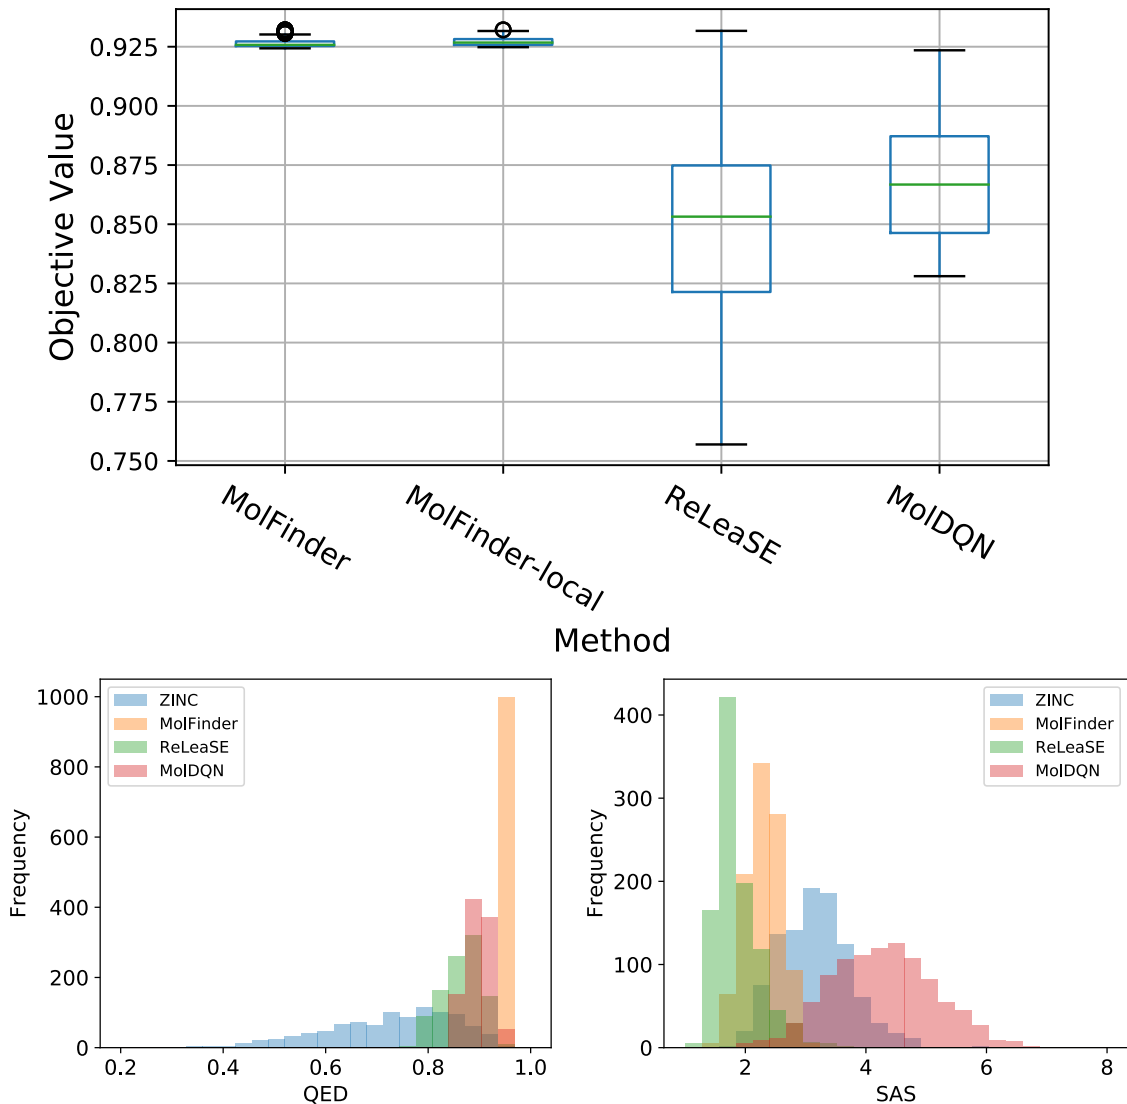 Objective Value
0.925
0.900
0.875
0.850
0.825
0.800
0.775
0.750
MolFinder
MolFinder-local
ReLeaSE
MolDQN
Method
Frequency
1000
800
600
400
200
0
ZINC
MolFinder
ReLeaSE
MolDQN
0.2 0.4 0.6 0.8 1.0
QED
Frequency
400
300
200
100
0
ZINC
MolFinder
ReLeaSE
MolDQN
2 4 6 8
SAS